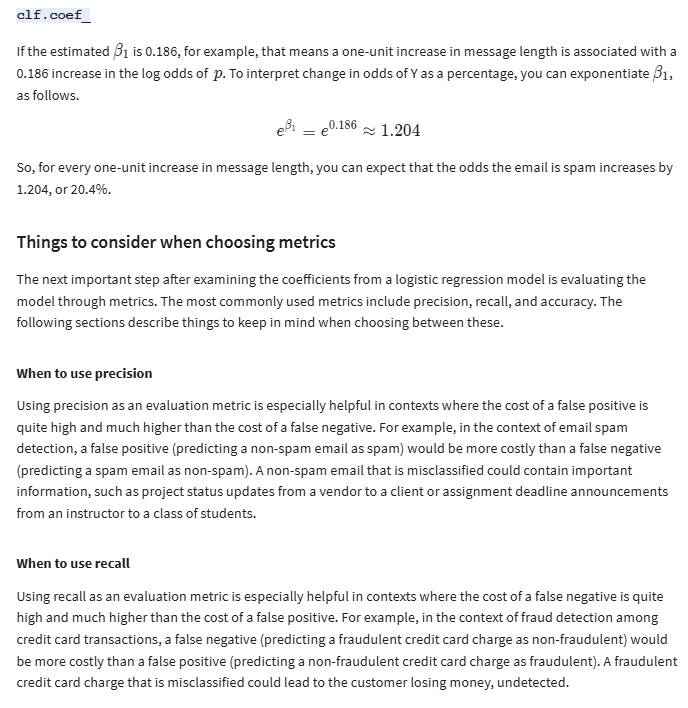 clf.coef_
If the estimated β1 is 0.186, for example, that means a one-unit increase in message length is associated with a
0.186 increase in the log odds of p. To interpret change in odds of Y as a percentage, you can exponentiate β1,
as follows.
e^β1 = e^0.186 ≈ 1.204
So, for every one-unit increase in message length, you can expect that the odds the email is spam increases by
1.204, or 20.4%.
Things to consider when choosing metrics
The next important step after examining the coefficients from a logistic regression model is evaluating the
model through metrics. The most commonly used metrics include precision, recall, and accuracy. The
following sections describe things to keep in mind when choosing between these.
When to use precision
Using precision as an evaluation metric is especially helpful in contexts where the cost of a false positive is
quite high and much higher than the cost of a false negative. For example, in the context of email spam
detection, a false positive (predicting a non-spam email as spam) would be more costly than a false negative
(predicting a spam email as non-spam). A non-spam email that is misclassified could contain important
information, such as project status updates from a vendor to a client or assignment deadline announcements
from an instructor to a class of students.
When to use recall
Using recall as an evaluation metric is especially helpful in contexts where the cost of a false negative is quite
high and much higher than the cost of a false positive. For example, in the context of fraud detection among
credit card transactions, a false negative (predicting a fraudulent credit card charge as non-fraudulent) would
be more costly than a false positive (predicting a non-fraudulent credit card charge as fraudulent). A fraudulent
credit card charge that is misclassified could lead to the customer losing money, undetected.